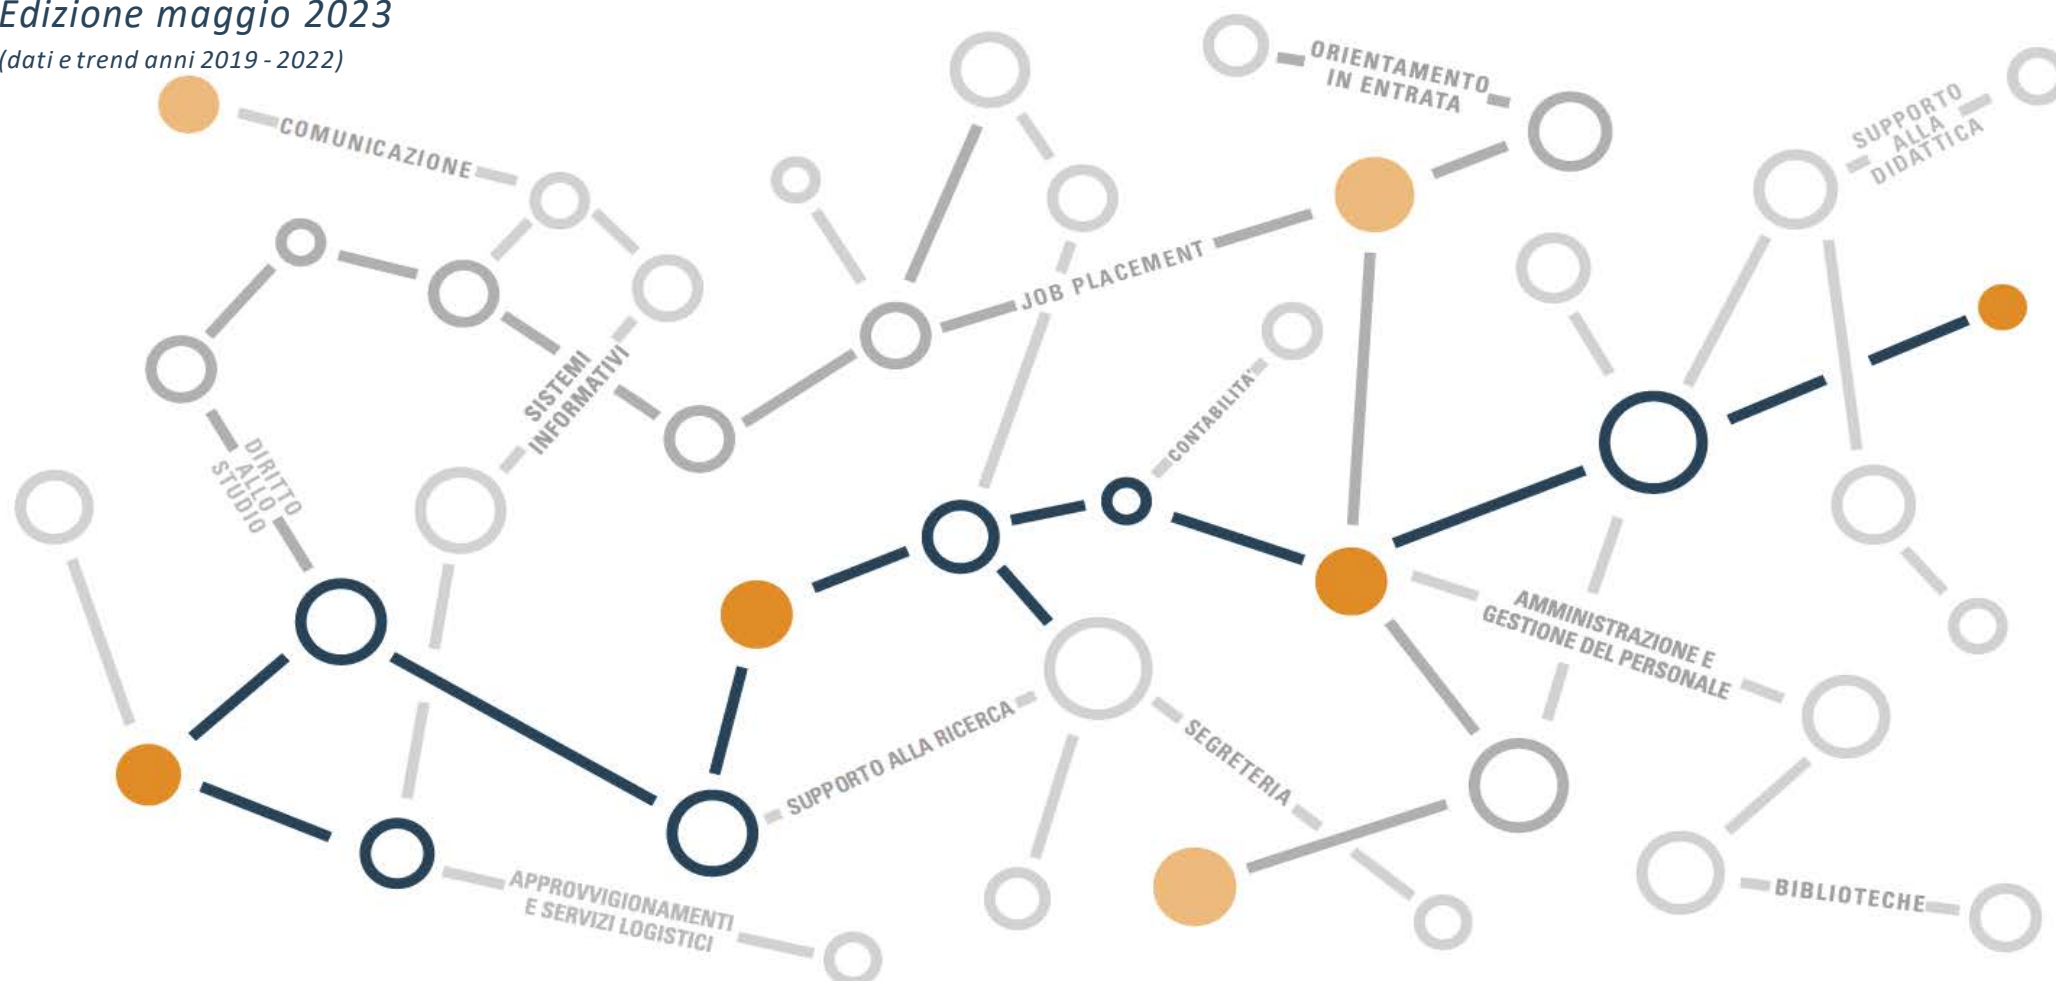 Edizione maggio 2023
(dati e trend anni 2019 - 2022)
ORIENTAMENTO
IN ENTRATA
SUPPORTO
ALLA
DIDATTICA
COMUNICAZIONE
JOB PLACEMENT
SISTEMI
INFORMATIVI
CONTABILITA'
DIRITTO
ALLO
STUDIO
AMMINISTRAZIONE E
GESTIONE DEL PERSONALE
SUPPORTO ALLA RICERCA
SEGRETERIA
APPROVVIGIONAMENTI
E SERVIZI LOGISTICI
BIBLIOTECHE